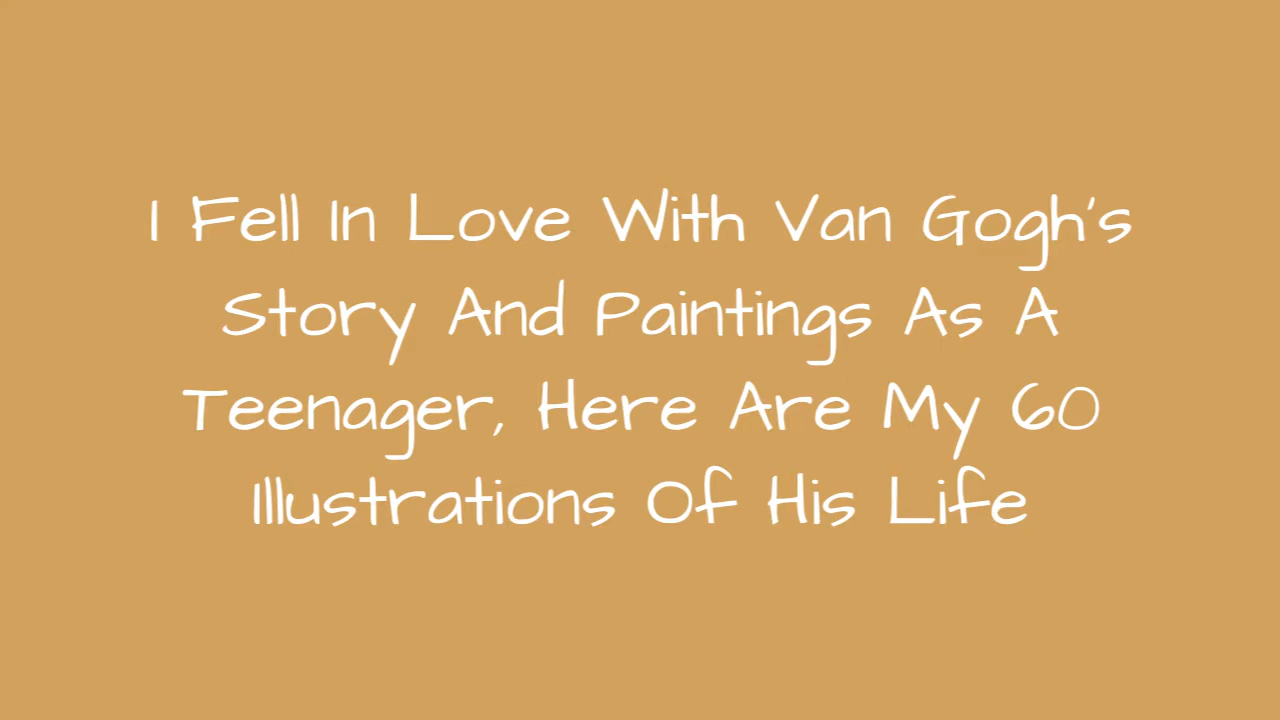 I Fell In Love With Van Gogh's
Story And Paintings As A
Teenager, Here Are My 60
Illustrations Of His Life